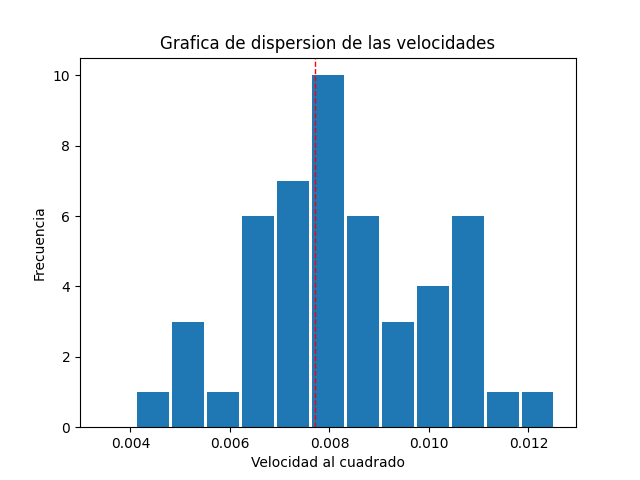 Grafica de dispersion de las velocidades
10
8
6
4
2
0
Frecuencia
0.004 0.006 0.008 0.010 0.012
Velocidad al cuadrado